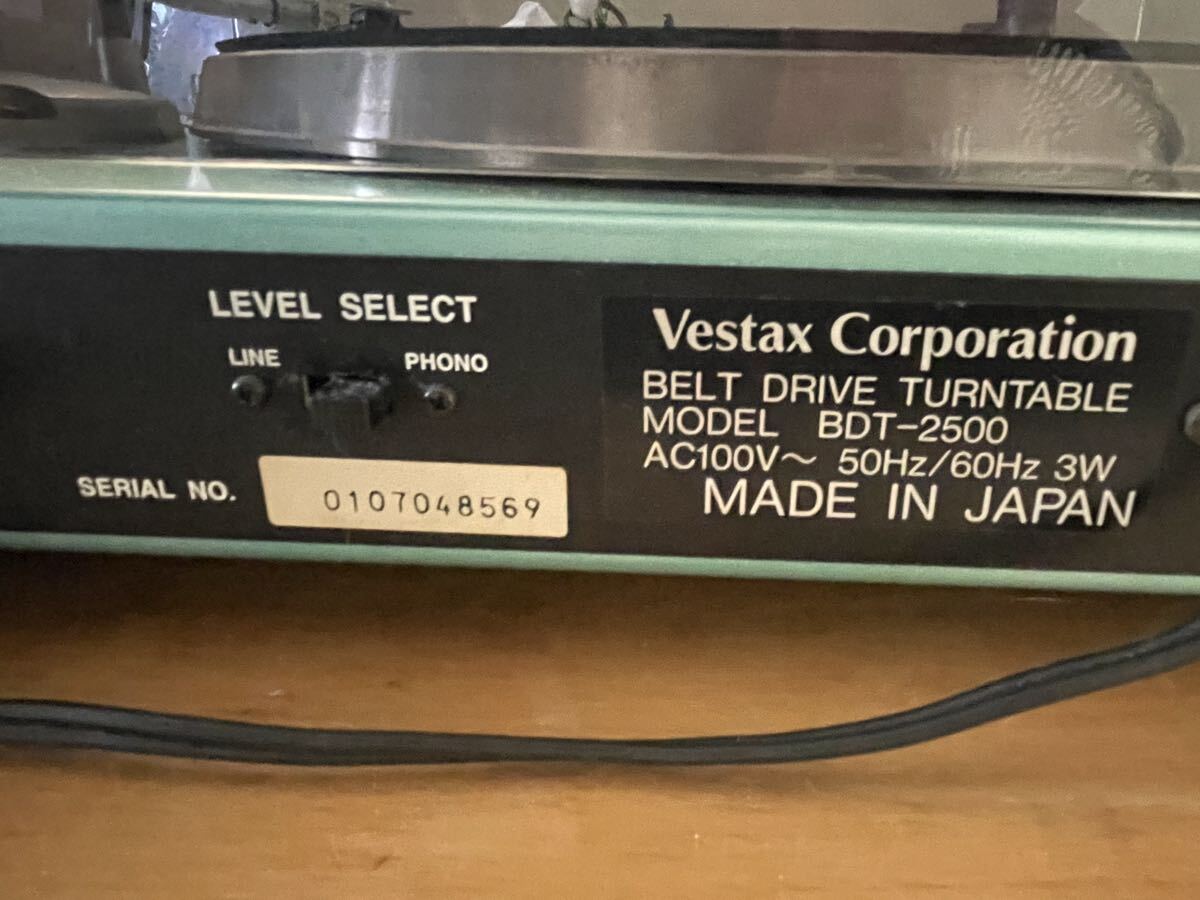 LEVEL SELECT
LINE PHONO
SERIAL NO. 0107048569
Vestax Corporation
BELT DRIVE TURNTABLE
MODEL BDT-2500
AC100V~ 50Hz/60Hz 3W
MADE IN JAPAN